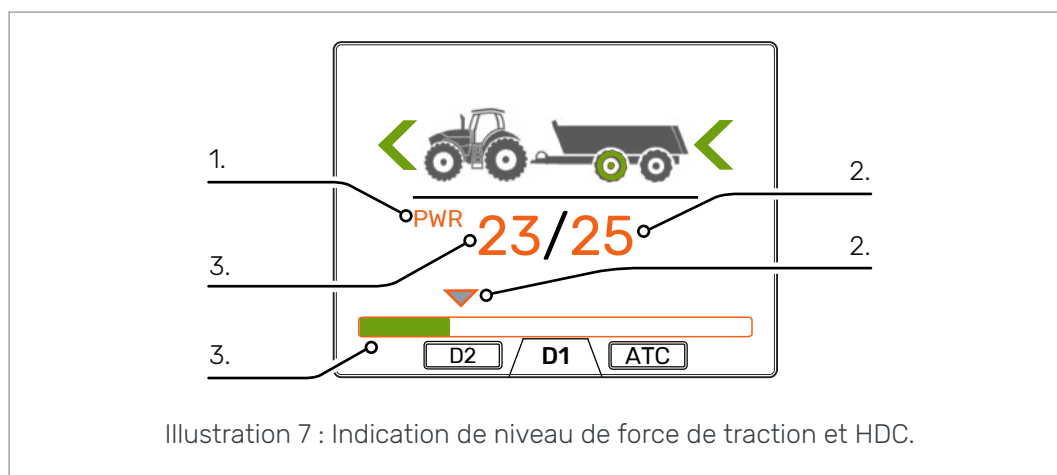 1.
2.
PWR 23/25
3.
2.
3.
D2 D1 ATC
Illustration 7 : Indication de niveau de force de traction et HDC.